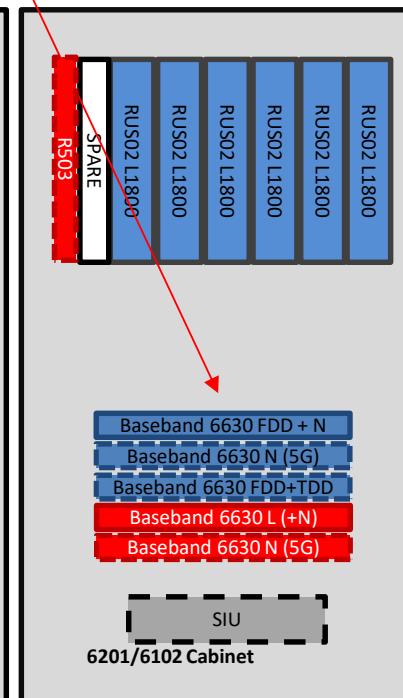 R503
SPARE
RUS02 L1800
RUS02 L1800
RUS02 L1800
RUS02 L1800
RUS02 L1800
RUS02 L1800
Baseband 6630 FDD + N
Baseband 6630 N (5G)
Baseband 6630 FDD+TDD
Baseband 6630 L (+N)
Baseband 6630 N (5G)
SIU
6201/6102 Cabinet